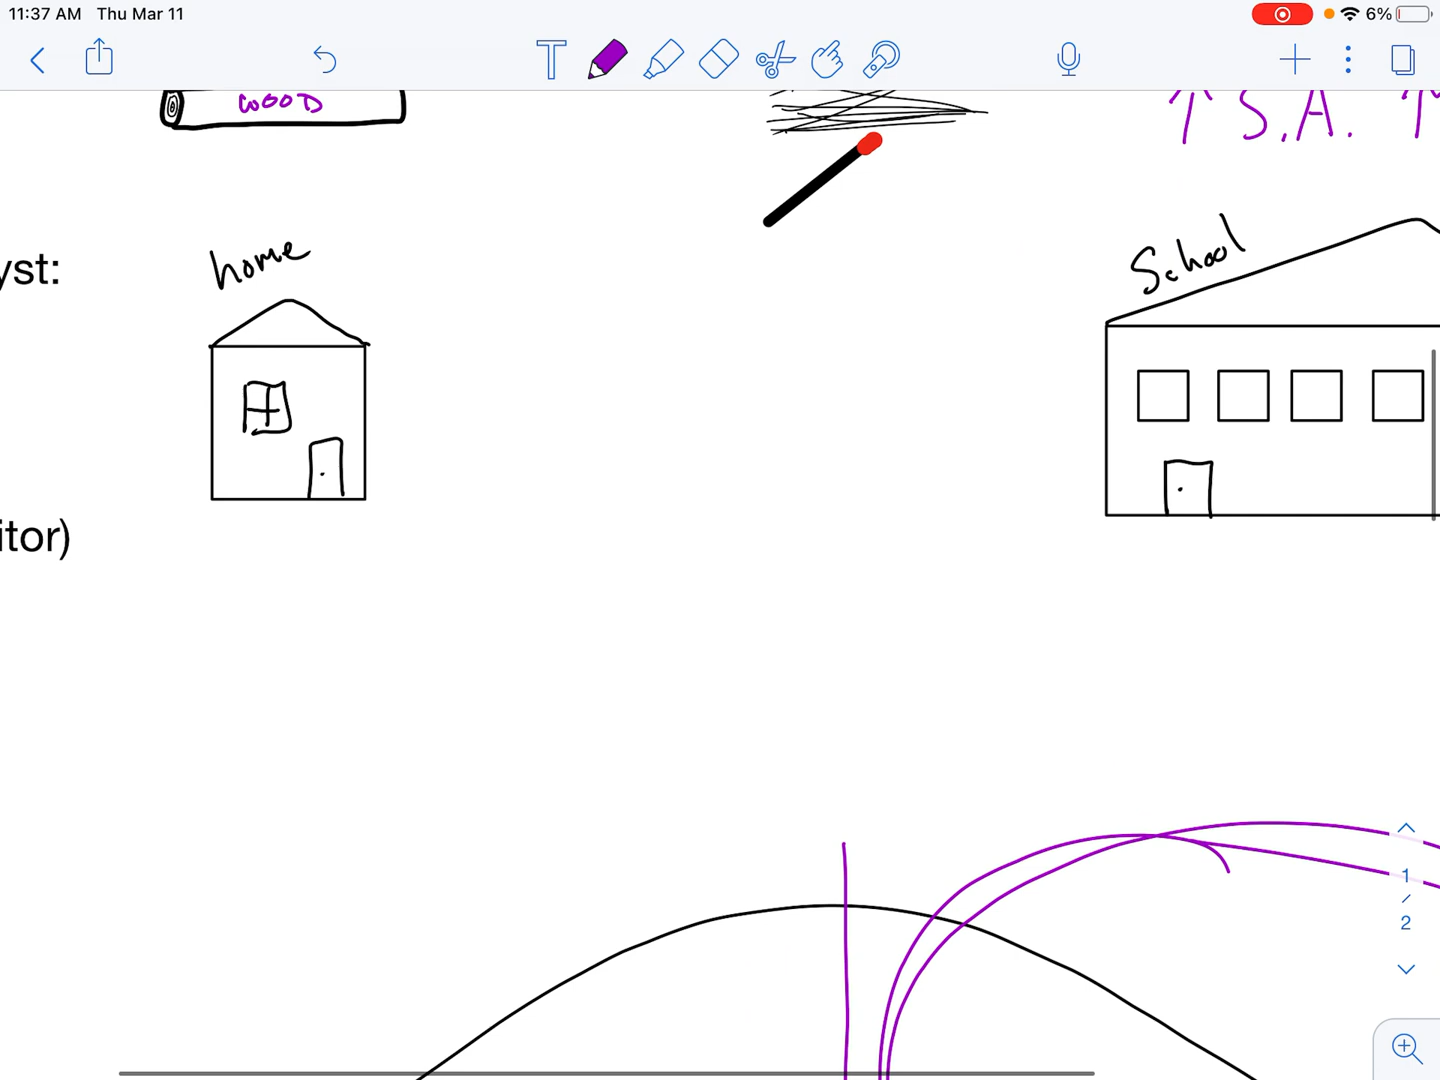 11:37 AM Thu Mar 11
6%
T
WOOD
↑ S.A. ↑
home
School
yst:
itor)
1
/
2